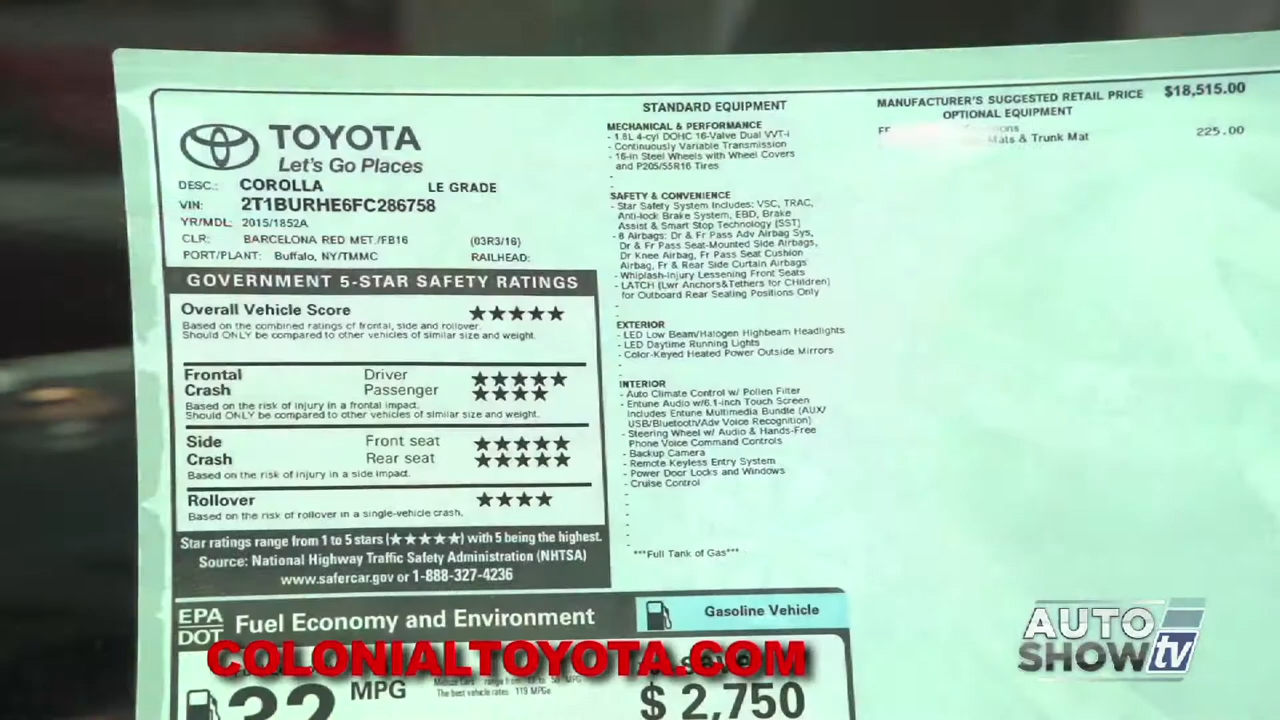 TOYOTA
Let's Go Places
DESC.: COROLLA LE GRADE
VIN: 2T1BURHE6FC286758
YR/MDL: 2015/1852A
CLR: BARCELONA RED MET./FB16 (03R3/16)
PORT/PLANT: Buffalo, NY/TMMC RAILHEAD:
GOVERNMENT 5-STAR SAFETY RATINGS
Overall Vehicle Score ★★★★★
Based on the combined ratings of frontal, side and rollover.
Should ONLY be compared to other vehicles of similar size and weight.
Frontal Driver ★★★★★
Crash Passenger ★★★★
Based on the risk of injury in a frontal impact.
Should ONLY be compared to other vehicles of similar size and weight.
Side Front seat ★★★★★
Crash Rear seat ★★★★★
Based on the risk of injury in a side impact.
Rollover ★★★★
Based on the risk of rollover in a single-vehicle crash.
Star ratings range from 1 to 5 stars (★★★★★) with 5 being the highest.
Source: National Highway Traffic Safety Administration (NHTSA)
www.safercar.gov or 1-888-327-4236
STANDARD EQUIPMENT
MECHANICAL & PERFORMANCE
- 1.8L 4-cyl DOHC 16-Valve Dual VVT-i
- Continuously Variable Transmission
- 16-in Steel Wheels with Wheel Covers
and P205/55R16 Tires
SAFETY & CONVENIENCE
- Star Safety System Includes: VSC, TRAC,
Anti-lock Brake System, EBD, Brake
Assist & Smart Stop Technology (SST)
- 8 Airbags: Dr & Fr Pass Adv Airbag Sys,
Dr & Fr Pass Seat-Mounted Side Airbags,
Dr Knee Airbag, Fr Pass Seat Cushion
Airbag, Fr & Rear Side Curtain Airbags
- Whiplash-Injury Lessening Front Seats
- LATCH (Lwr Anchors&Tethers for CHildren)
for Outboard Rear Seating Positions Only
EXTERIOR
- LED Low Beam/Halogen Highbeam Headlights
- LED Daytime Running Lights
- Color-Keyed Heated Power Outside Mirrors
INTERIOR
- Auto Climate Control w/ Pollen Filter
- Entune Audio w/6.1-inch Touch Screen
Includes Entune Multimedia Bundle (AUX/
USB/Bluetooth/Adv Voice Recognition)
- Steering Wheel w/ Audio & Hands-Free
Phone Voice Command Controls
- Backup Camera
- Remote Keyless Entry System
- Power Door Locks and Windows
- Cruise Control
***Full Tank of Gas***
MANUFACTURER'S SUGGESTED RETAIL PRICE $18,515.00
OPTIONAL EQUIPMENT
Mats & Trunk Mat 225.00
EPA
DOT Fuel Economy and Environment
Gasoline Vehicle
COLONIALTOYOTA.COM
32 MPG
The best vehicle rates 119 MPGe
$ 2,750
AUTO
SHOW tv